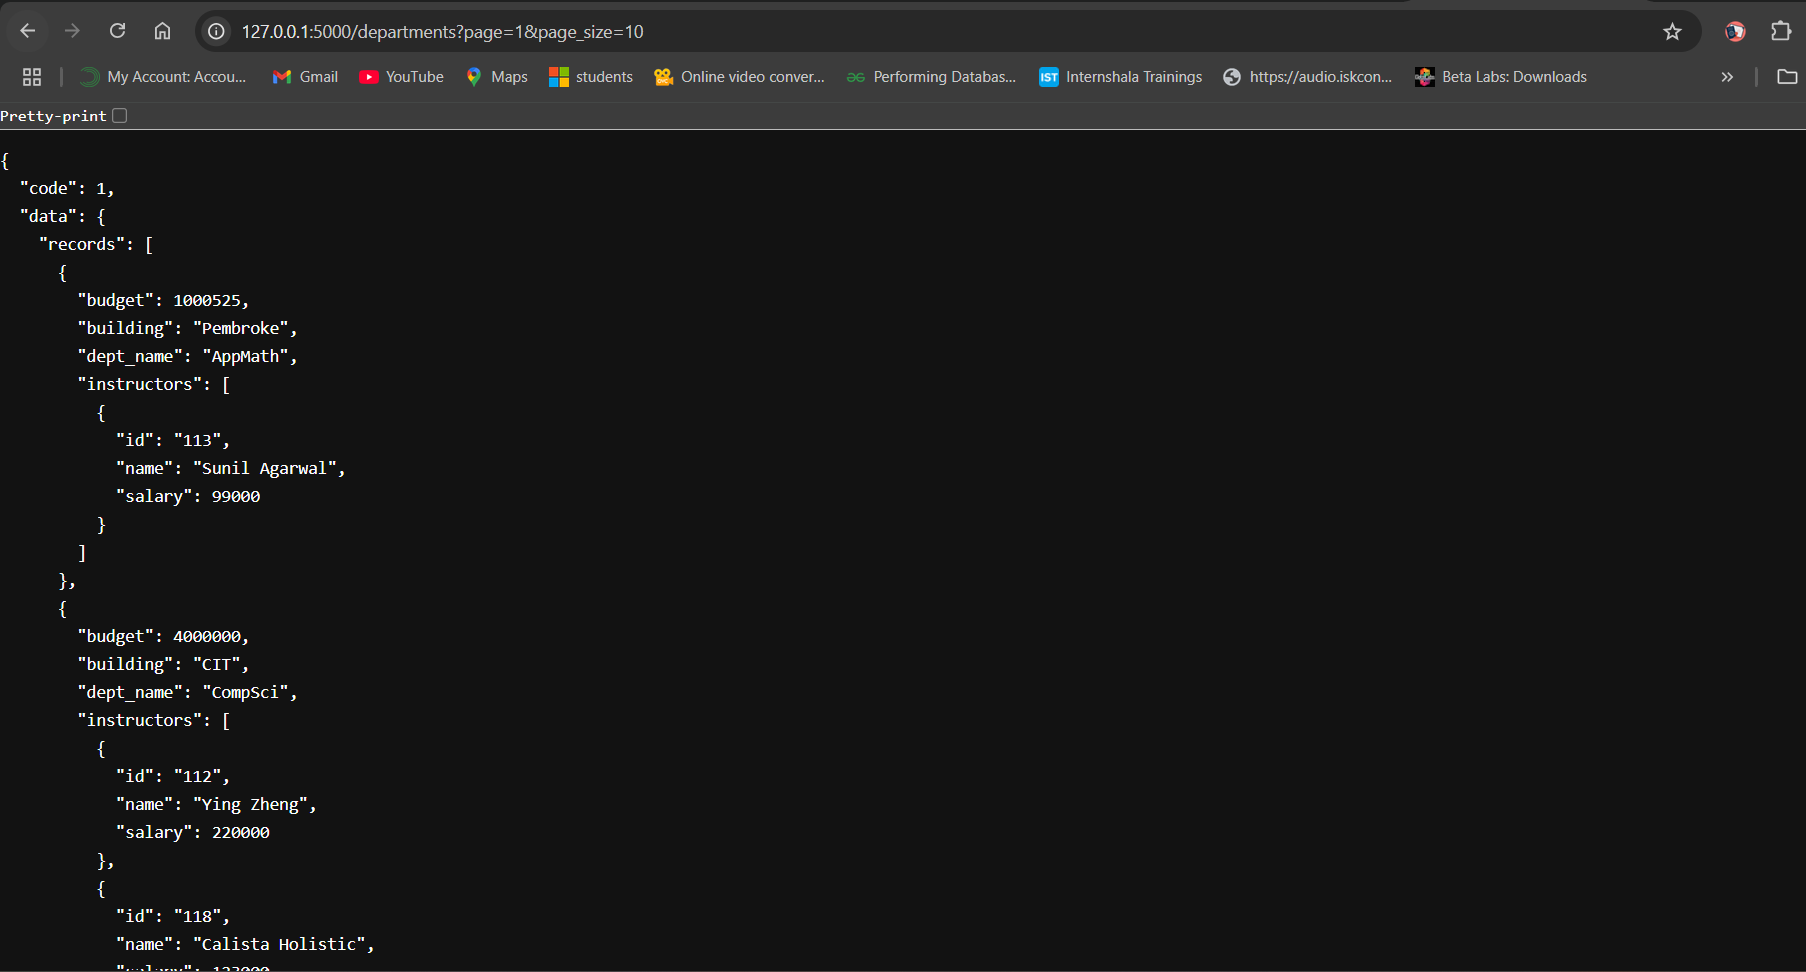 127.0.0.1:5000/departments?page=1&page_size=10
My Account: Accou... Gmail YouTube Maps students Online video conver... Performing Databas... IST Internshala Trainings https://audio.iskcon... Beta Labs: Downloads »
Pretty-print
{
  "code": 1,
  "data": {
    "records": [
      {
        "budget": 1000525,
        "building": "Pembroke",
        "dept_name": "AppMath",
        "instructors": [
          {
            "id": "113",
            "name": "Sunil Agarwal",
            "salary": 99000
          }
        ]
      },
      {
        "budget": 4000000,
        "building": "CIT",
        "dept_name": "CompSci",
        "instructors": [
          {
            "id": "112",
            "name": "Ying Zheng",
            "salary": 220000
          },
          {
            "id": "118",
            "name": "Calista Holistic",